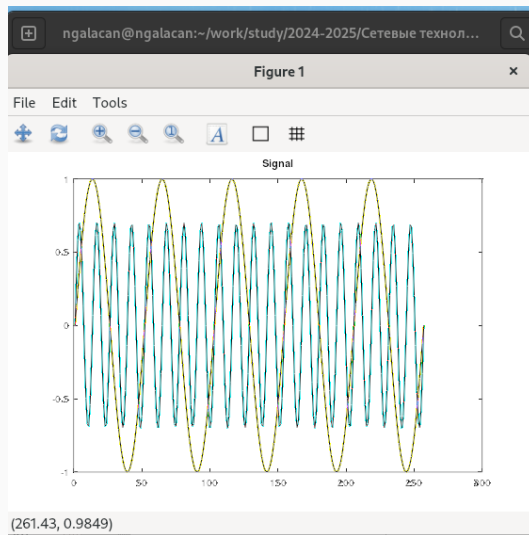 ngalacan@ngalacan:~/work/study/2024-2025/Сетевые технол...
Figure 1
File Edit Tools
A
Signal
1
0.5
0
-0.5
-1
0 50 100 150 200 250 300
(261.43, 0.9849)